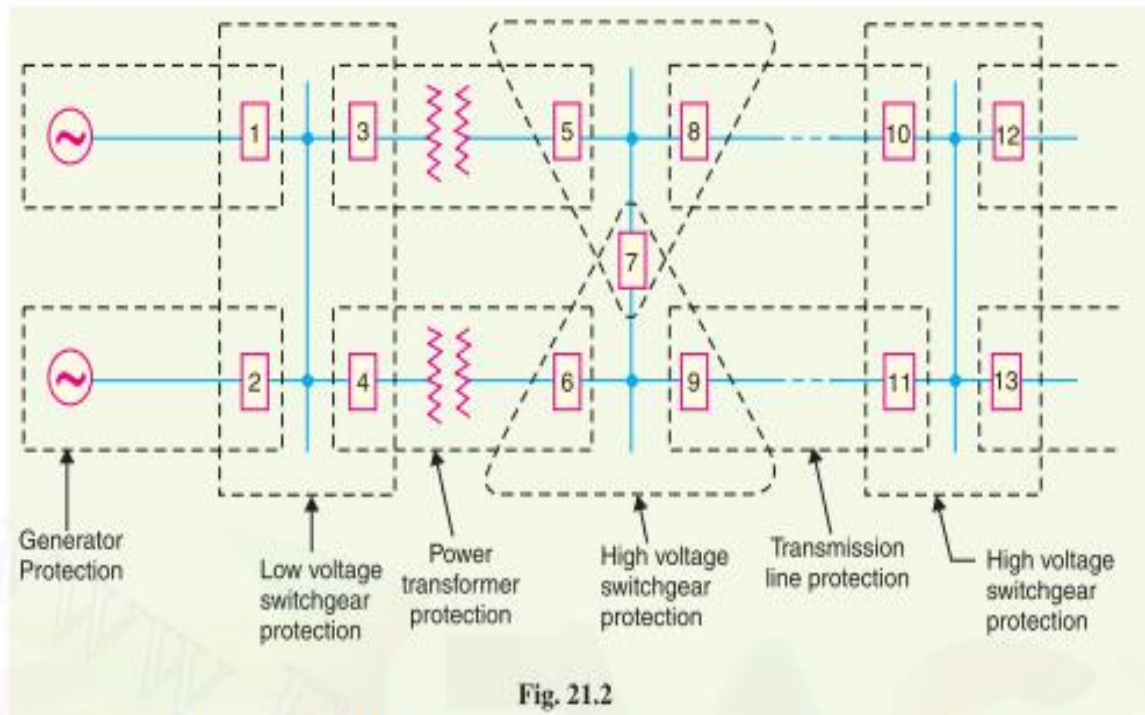 1
3
5
8
10
12
7
2
4
6
9
11
13
Generator
Protection
Low voltage
switchgear
protection
Power
transformer
protection
High voltage
switchgear
protection
Transmission
line protection
High voltage
switchgear
protection
Fig. 21.2